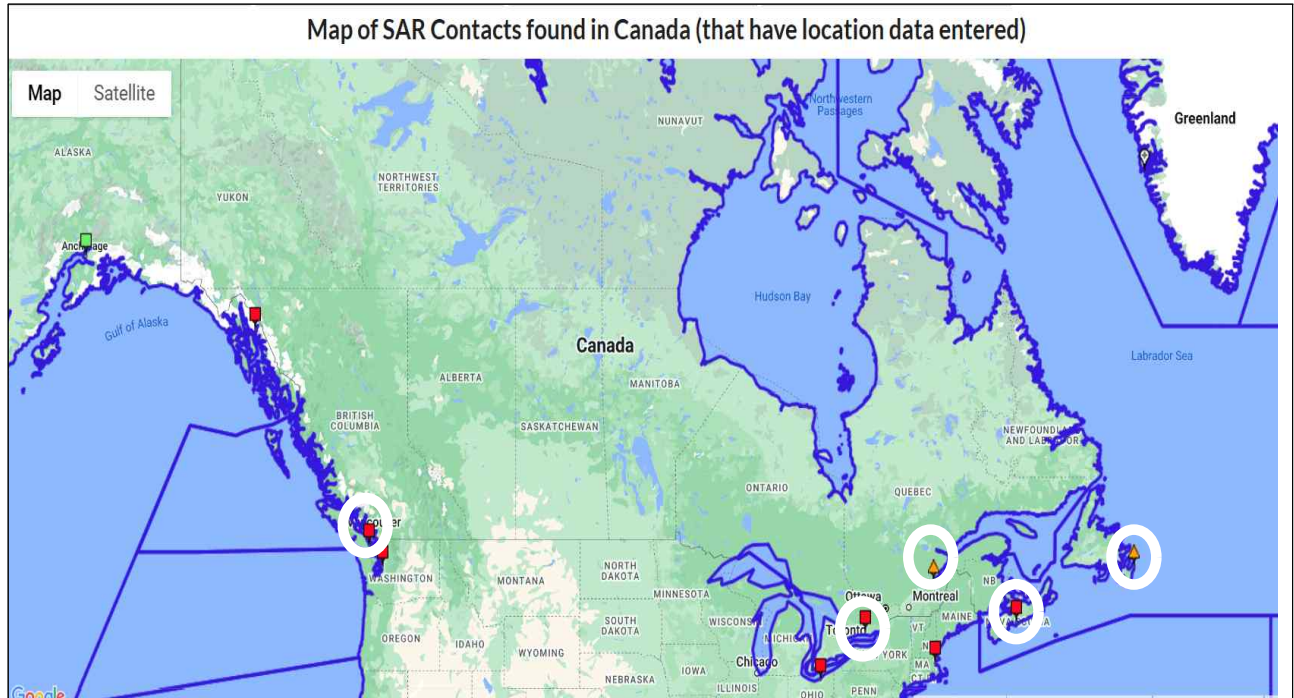 Map of SAR Contacts found in Canada (that have location data entered)
Map Satellite
Northwestern
Passages
Greenland
NUNAVUT
ALASKA
NORTHWEST
TERRITORIES
YUKON
Anchorage
Hudson Bay
Gulf of Alaska
Canada
Labrador Sea
ALBERTA
MANITOBA
BRITISH
COLUMBIA
SASKATCHEWAN
NEWFOUNDLAND
AND LABRADOR
ONTARIO
QUEBEC
WASHINGTON
MONTANA
NORTH
DAKOTA
MINNESOTA
NB
Ottawa
Montreal
MAINE
SOUTH
DAKOTA
WISCONSIN
Toronto
VT
OREGON
IDAHO
WYOMING
MICHIGAN
YORK
MA
Chicago
IOWA
CT
NEBRASKA
ILLINOIS
OHIO
PENN
Google